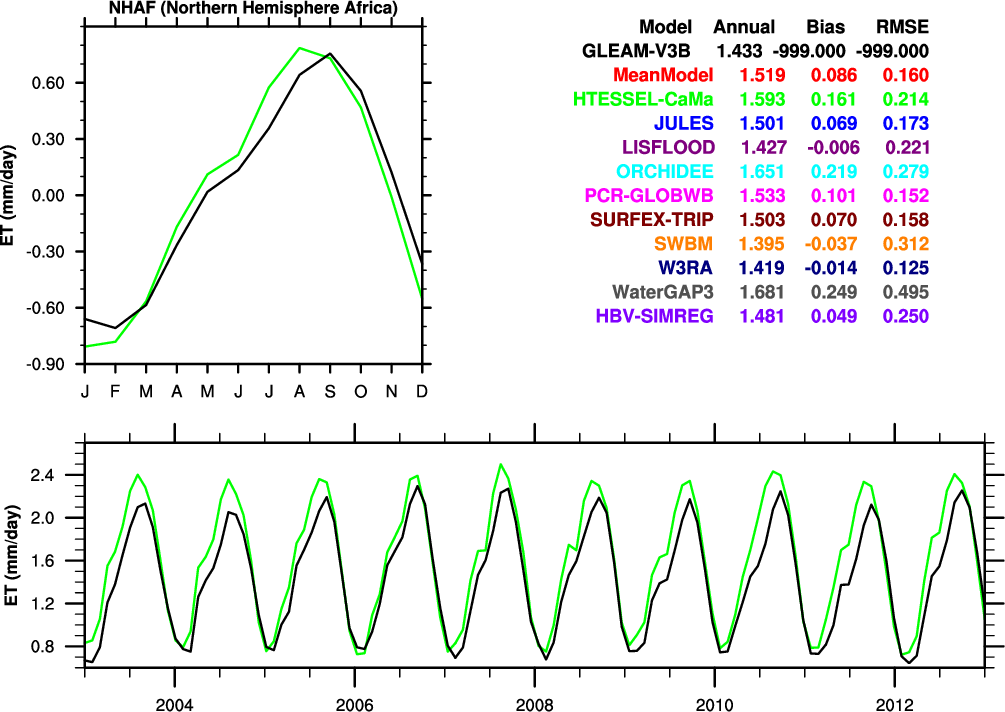 NHAF (Northern Hemisphere Africa)
ET (mm/day)
0.60
0.30
0.00
-0.30
-0.60
-0.90
J F M A M J J A S O N D
Model Annual Bias RMSE
GLEAM-V3B 1.433 -999.000 -999.000
MeanModel 1.519 0.086 0.160
HTESSEL-CaMa 1.593 0.161 0.214
JULES 1.501 0.069 0.173
LISFLOOD 1.427 -0.006 0.221
ORCHIDEE 1.651 0.219 0.279
PCR-GLOBWB 1.533 0.101 0.152
SURFEX-TRIP 1.503 0.070 0.158
SWBM 1.395 -0.037 0.312
W3RA 1.419 -0.014 0.125
WaterGAP3 1.681 0.249 0.495
HBV-SIMREG 1.481 0.049 0.250
ET (mm/day)
2.4
2.0
1.6
1.2
0.8
2004 2006 2008 2010 2012